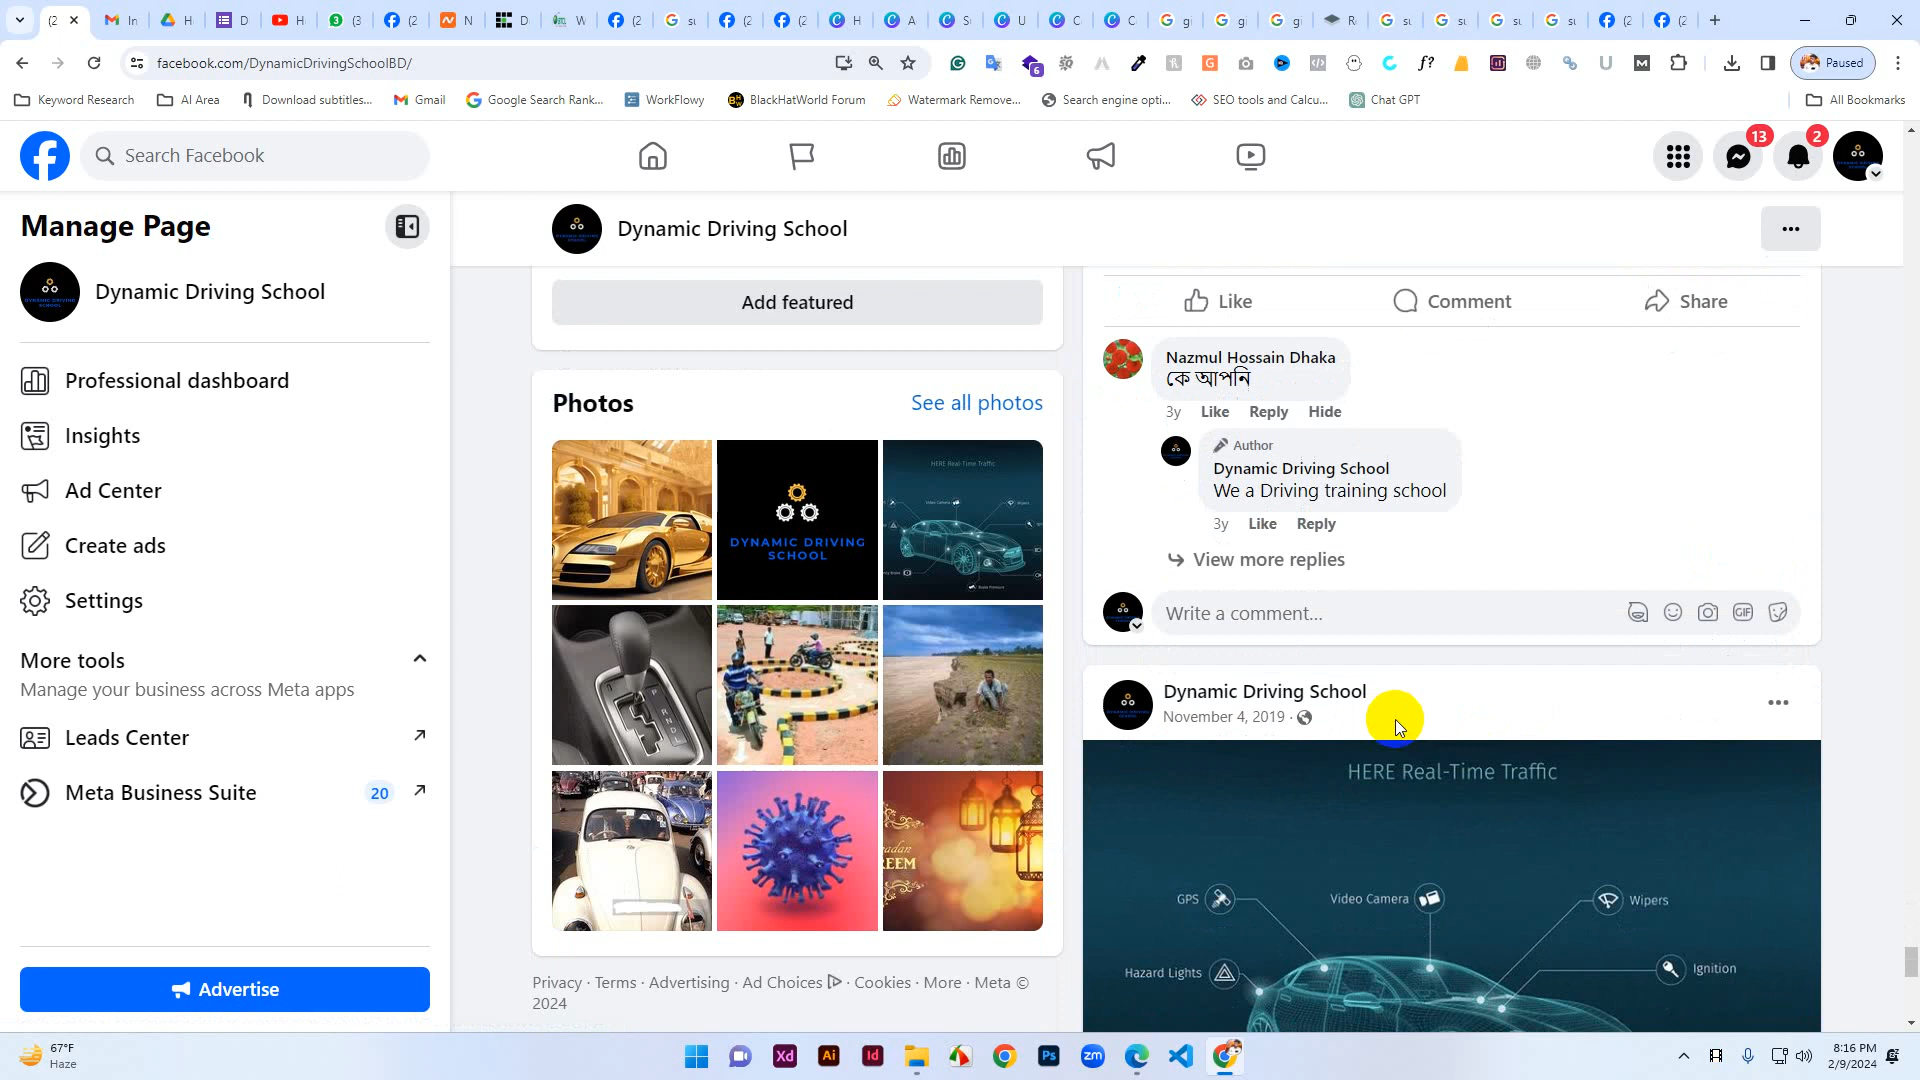 facebook.com/DynamicDrivingSchoolBD/
Paused
Keyword Research
AI Area
Download subtitles...
Gmail
Google Search Rank...
WorkFlowy
BlackHatWorld Forum
Watermark Remove...
Search engine opti...
SEO tools and Calcu...
Chat GPT
All Bookmarks
Search Facebook
13
2
Manage Page
Dynamic Driving School
Professional dashboard
Insights
Ad Center
Create ads
Settings
More tools
Manage your business across Meta apps
Leads Center
Meta Business Suite
20
Advertise
Dynamic Driving School
Add featured
Photos
See all photos
HERE Real-Time Traffic
DYNAMIC DRIVING
SCHOOL
Privacy · Terms · Advertising · Ad Choices · Cookies · More · Meta ©
2024
Like
Comment
Share
Nazmul Hossain Dhaka
কে আপনি
3y Like Reply Hide
Author
Dynamic Driving School
We a Driving training school
3y Like Reply
View more replies
Write a comment...
GIF
Dynamic Driving School
November 4, 2019 ·
HERE Real-Time Traffic
GPS
Video Camera
Wipers
Hazard Lights
Ignition
67°F
Haze
8:16 PM
2/9/2024